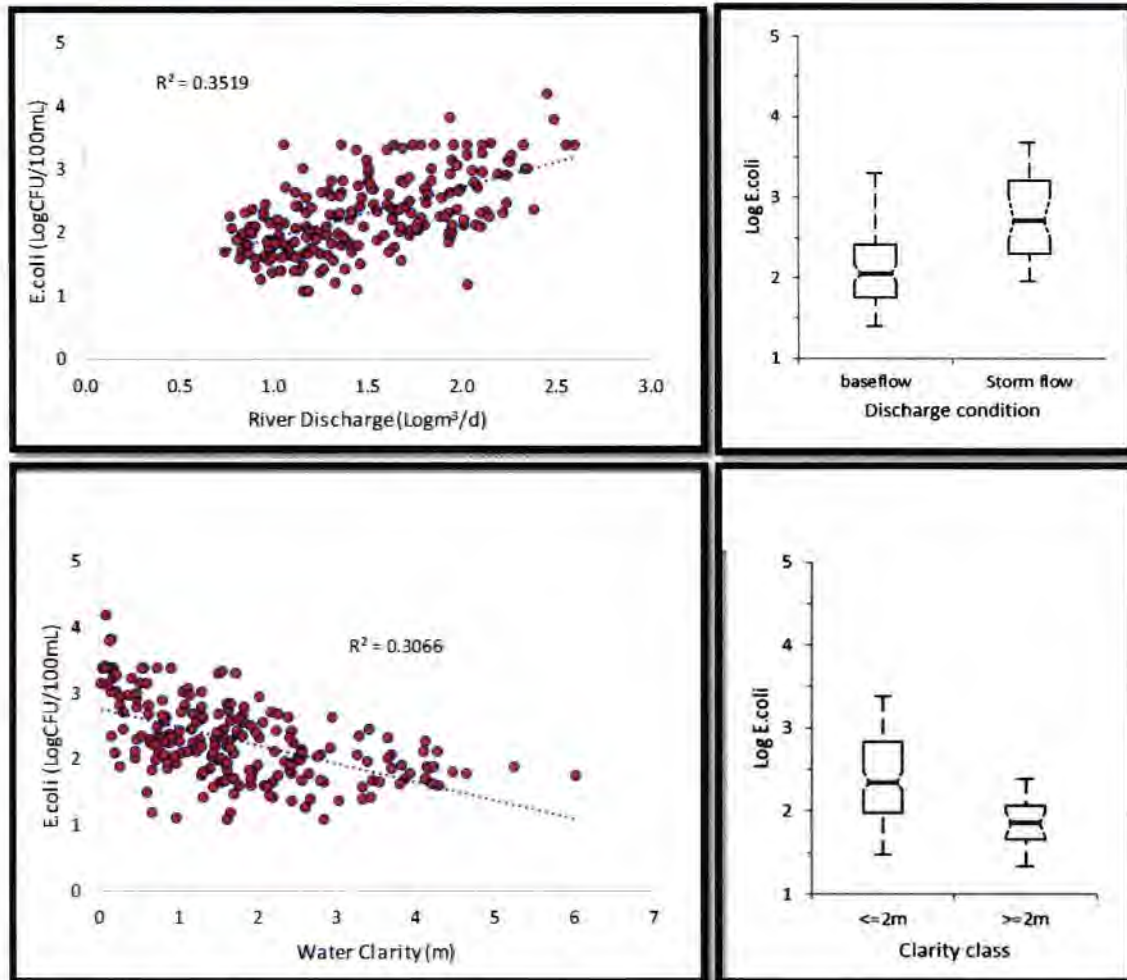 5
4
3
2
1
0
E.coli (LogCFU/100mL)
R² = 0.3519
0.0 0.5 1.0 1.5 2.0 2.5 3.0
River Discharge (Logm³/d)
5
4
3
2
1
Log E.coli
baseflow Storm flow
Discharge condition
5
4
3
2
1
0
E.coli (LogCFU/100mL)
R² = 0.3066
0 1 2 3 4 5 6 7
Water Clarity (m)
5
4
3
2
1
Log E.coli
<=2m >=2m
Clarity class